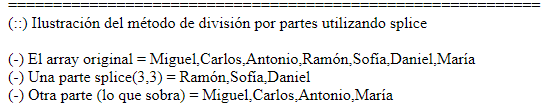 ==============================================================
(::) Ilustración del método de división por partes utilizando splice
(-) El array original = Miguel,Carlos,Antonio,Ramón,Sofía,Daniel,María
(-) Una parte splice(3,3) = Ramón,Sofía,Daniel
(-) Otra parte (lo que sobra) = Miguel,Carlos,Antonio,María